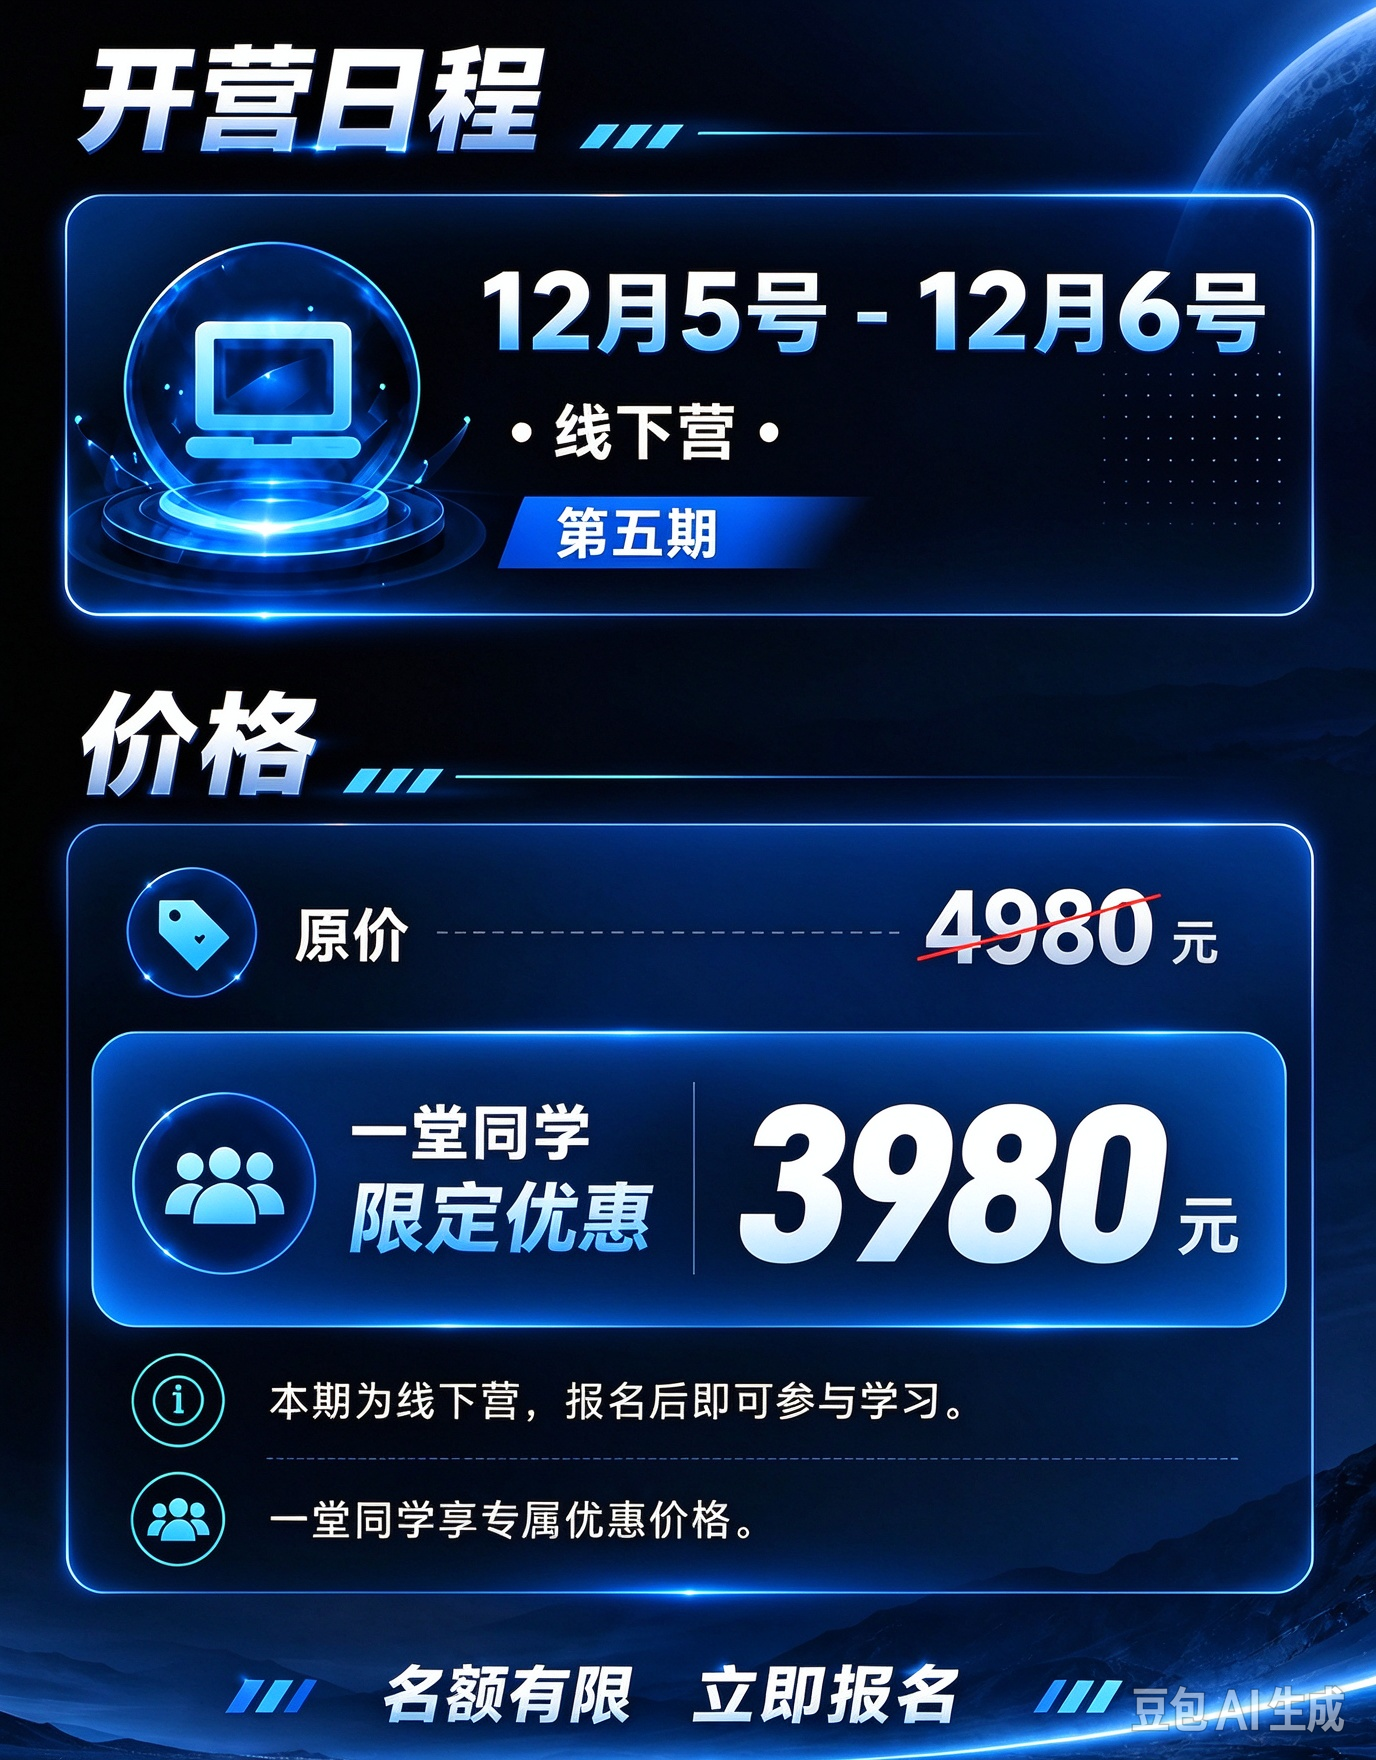 开营日程
12月5号 - 12月6号
• 线下营 •
第五期
价格
原价 4980 元
一堂同学
限定优惠
3980 元
本期为线下营，报名后即可参与学习。
一堂同学享专属优惠价格。
名额有限 立即报名
豆包AI生成